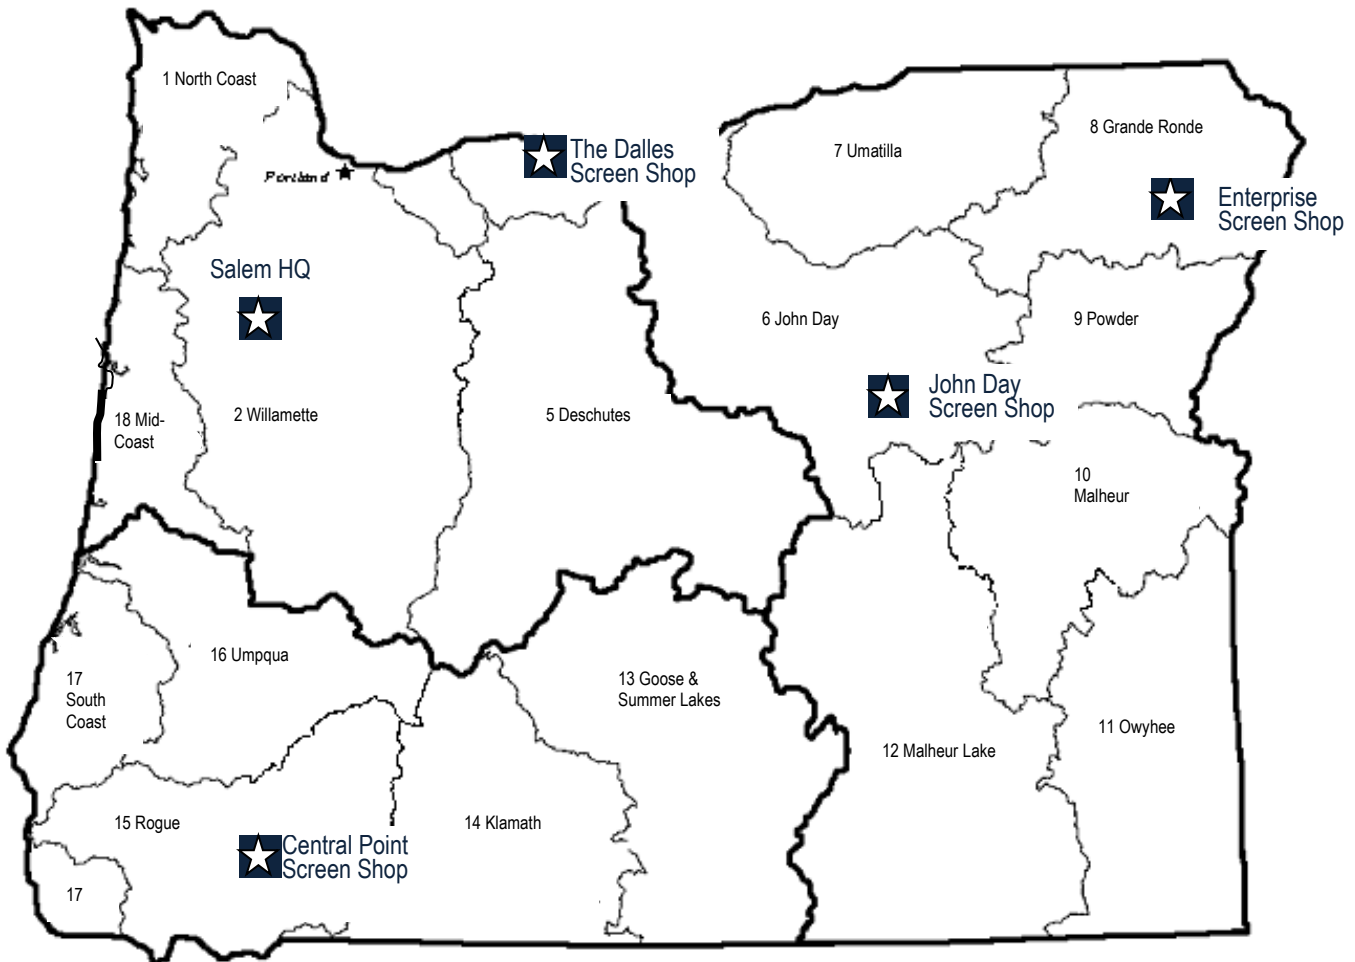 1 North Coast
8 Grande Ronde
7 Umatilla
The Dalles
Screen Shop
Portland
Enterprise
Screen Shop
Salem HQ
6 John Day
9 Powder
John Day
Screen Shop
18 Mid-
Coast
2 Willamette
5 Deschutes
10
Malheur
16 Umpqua
17
South
Coast
13 Goose &
Summer Lakes
11 Owyhee
12 Malheur Lake
15 Rogue
14 Klamath
Central Point
Screen Shop
17